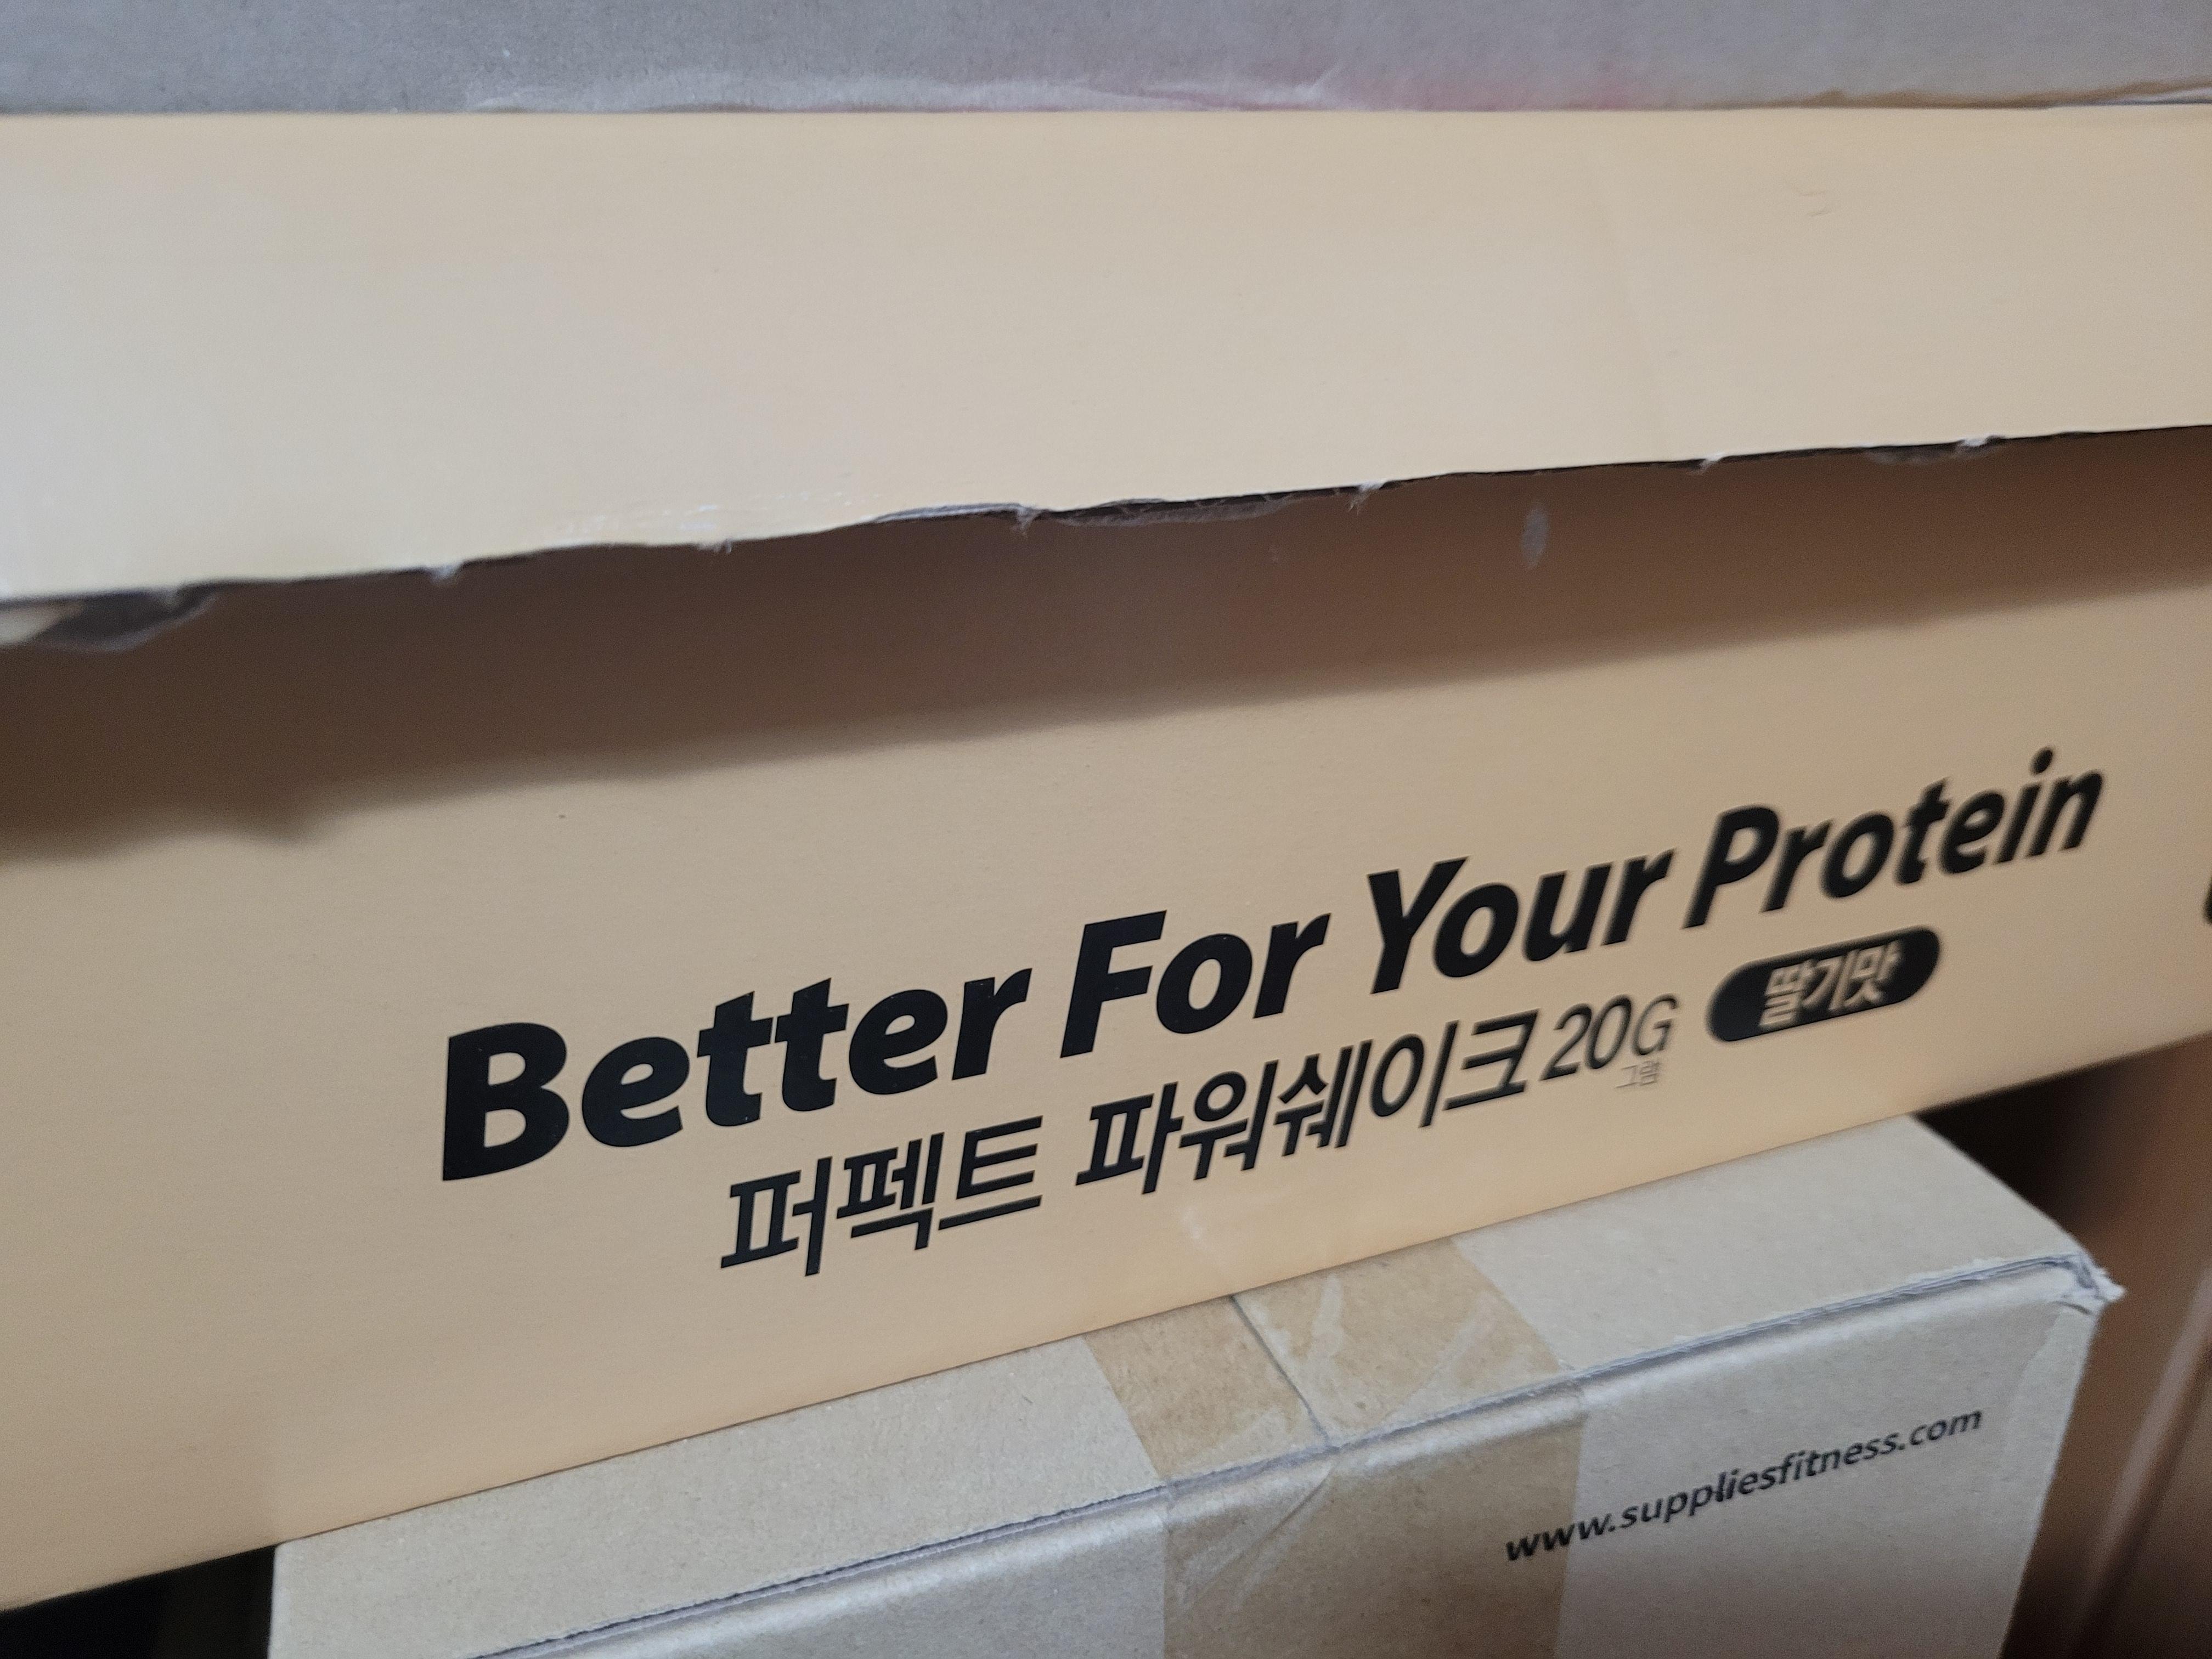 Better For Your Protein
퍼펙트 파워쉐이크 20G 딸기맛
그램
www.suppliesfitness.com